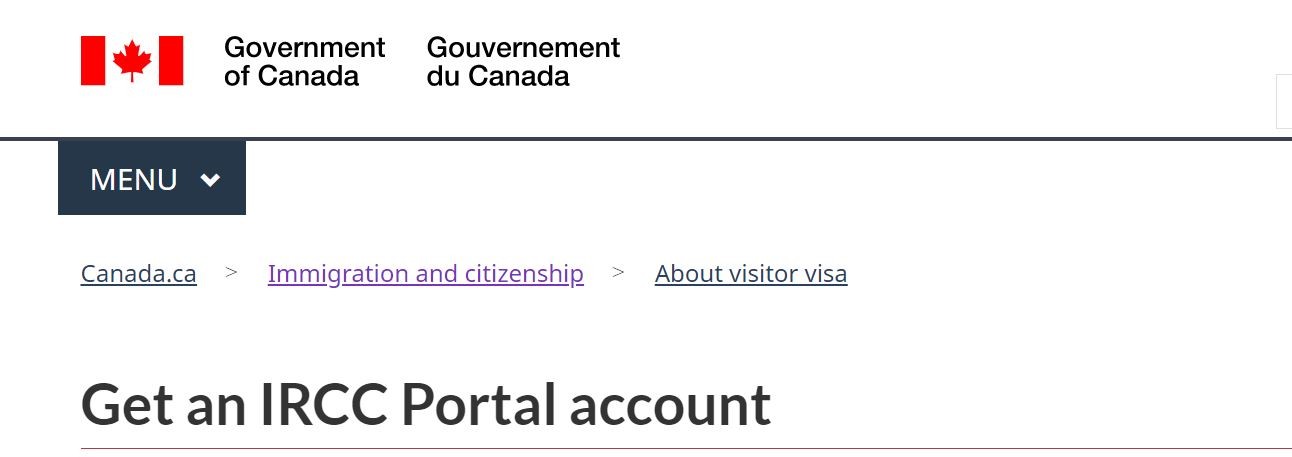 Government Gouvernement
of Canada du Canada
MENU
Canada.ca > Immigration and citizenship > About visitor visa
Get an IRCC Portal account